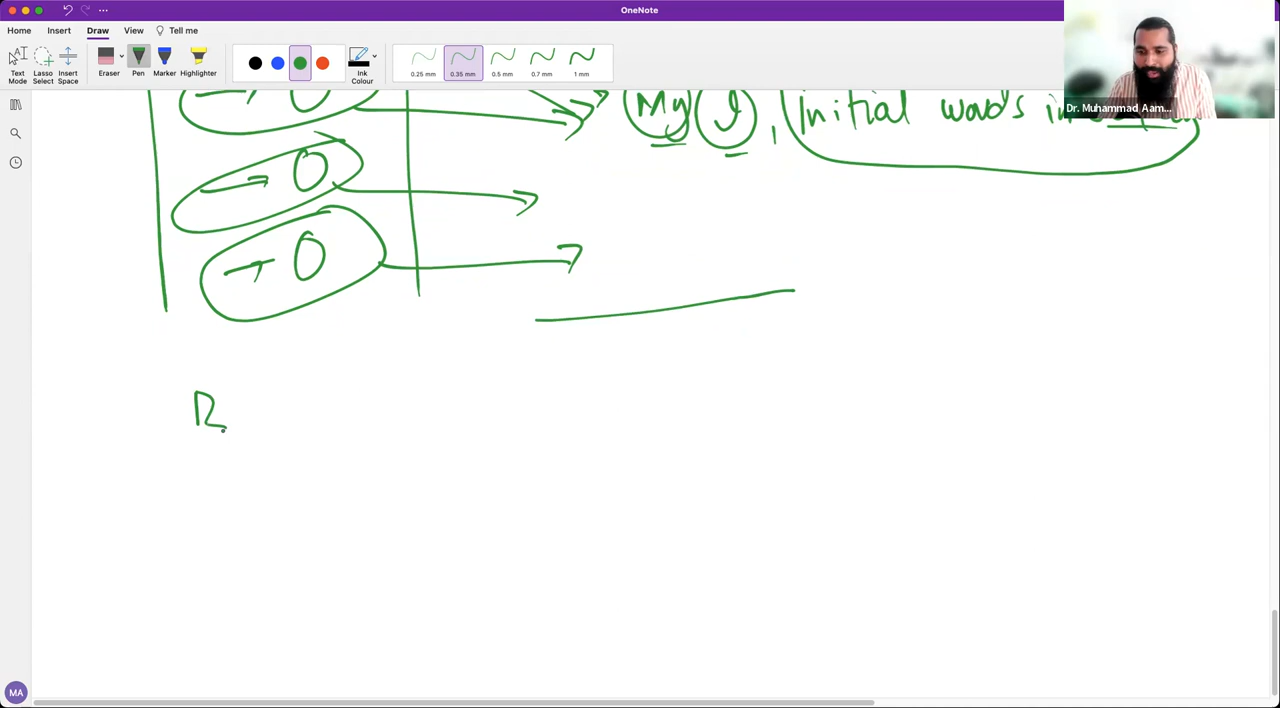 OneNote
Home Insert Draw View Tell me
Text Mode Lasso Select Insert Space Eraser Pen Marker Highlighter Ink Colour 0.25 mm 0.35 mm 0.5 mm 0.7 mm 1 mm
Dr. Muhammad Aam...
My I, Initial words in
R
MA